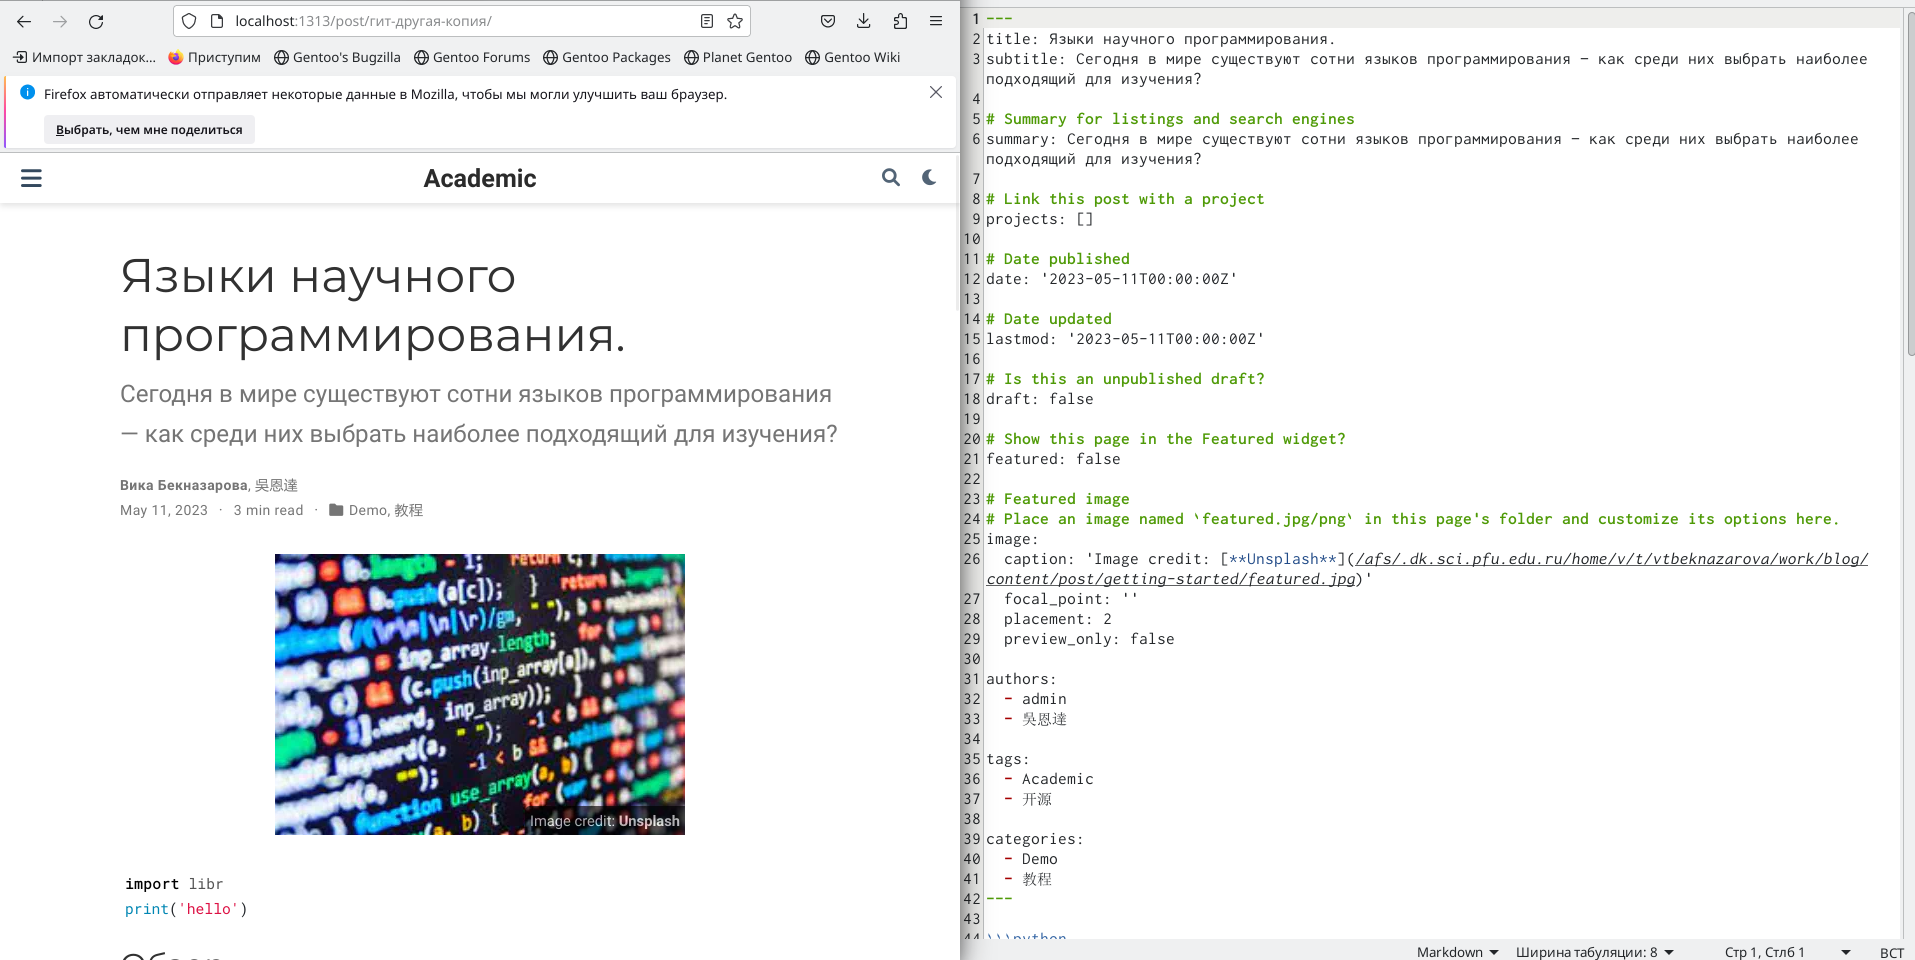 localhost:1313/post/гит-другая-копия/
Импорт закладок...
Приступим
Gentoo's Bugzilla
Gentoo Forums
Gentoo Packages
Planet Gentoo
Gentoo Wiki
Firefox автоматически отправляет некоторые данные в Mozilla, чтобы мы могли улучшить ваш браузер.
Выбрать, чем мне поделиться
Academic
Языки научного
программирования.
Сегодня в мире существуют сотни языков программирования
— как среди них выбрать наиболее подходящий для изучения?
Вика Бекназарова, 吳恩達
May 11, 2023 · 3 min read · Demo, 教程
Image credit: Unsplash
import libr
print('hello')
1 ---
2 title: Языки научного программирования.
3 subtitle: Сегодня в мире существуют сотни языков программирования — как среди них выбрать наиболее
подходящий для изучения?
4
5 # Summary for listings and search engines
6 summary: Сегодня в мире существуют сотни языков программирования — как среди них выбрать наиболее
подходящий для изучения?
7
8 # Link this post with a project
9 projects: []
10
11 # Date published
12 date: '2023-05-11T00:00:00Z'
13
14 # Date updated
15 lastmod: '2023-05-11T00:00:00Z'
16
17 # Is this an unpublished draft?
18 draft: false
19
20 # Show this page in the Featured widget?
21 featured: false
22
23 # Featured image
24 # Place an image named `featured.jpg/png` in this page's folder and customize its options here.
25 image:
26 caption: 'Image credit: [**Unsplash**](/afs/.dk.sci.pfu.edu.ru/home/v/t/vtbeknazarova/work/blog/
content/post/getting-started/featured.jpg)'
27 focal_point: ''
28 placement: 2
29 preview_only: false
30
31 authors:
32 - admin
33 - 吳恩達
34
35 tags:
36 - Academic
37 - 开源
38
39 categories:
40 - Demo
41 - 教程
42 ---
43
44 ```python
Markdown
Ширина табуляции: 8
Стр 1, Стлб 1
ВСТ